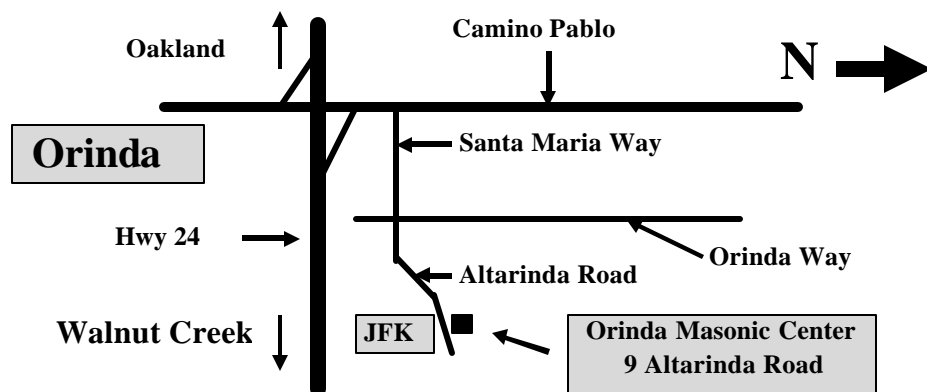 Camino Pablo
Oakland
N
Orinda
Santa Maria Way
Hwy 24
Orinda Way
Altarinda Road
Walnut Creek
JFK
Orinda Masonic Center
9 Altarinda Road